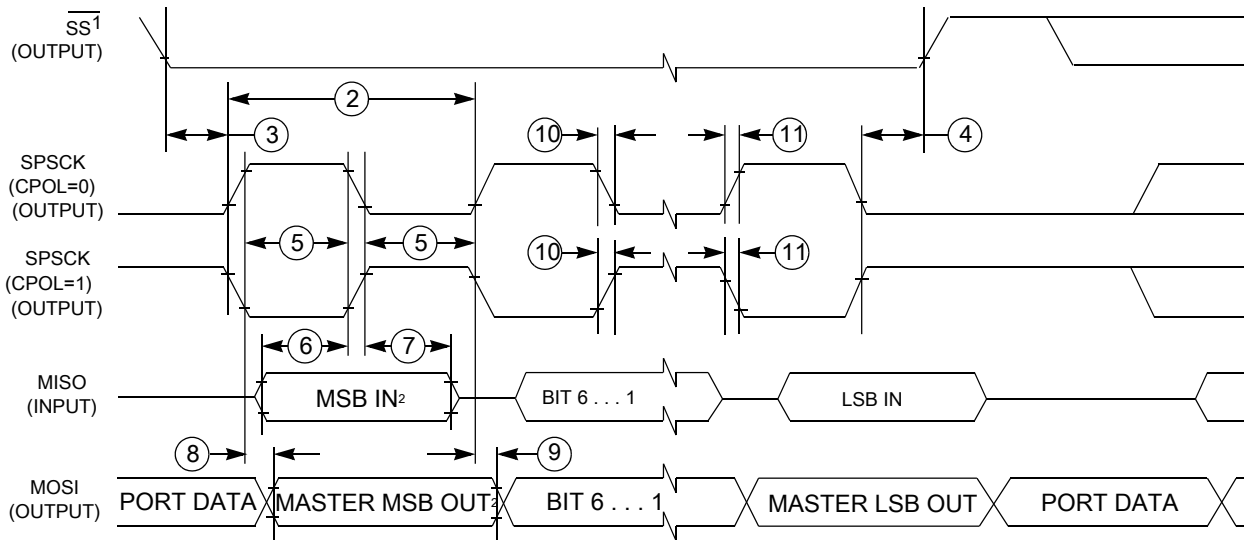 SS1
(OUTPUT)
2
3
10
11
4
SPSCK
(CPOL=0)
(OUTPUT)
5
5
SPSCK
(CPOL=1)
(OUTPUT)
10
11
6
7
MISO
(INPUT)
MSB IN2
BIT 6 . . . 1
LSB IN
8
9
MOSI
(OUTPUT)
PORT DATA
MASTER MSB OUT2
BIT 6 . . . 1
MASTER LSB OUT
PORT DATA